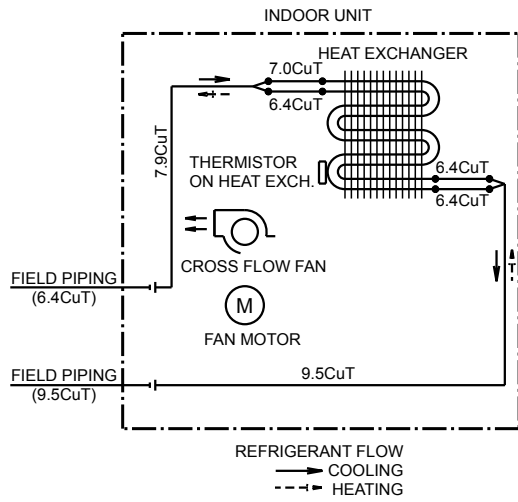 INDOOR UNIT
HEAT EXCHANGER
7.0CuT
6.4CuT
7.9CuT
THERMISTOR
ON HEAT EXCH.
6.4CuT
6.4CuT
CROSS FLOW FAN
FIELD PIPING
(6.4CuT)
M
FAN MOTOR
FIELD PIPING
(9.5CuT)
9.5CuT
REFRIGERANT FLOW
COOLING
HEATING